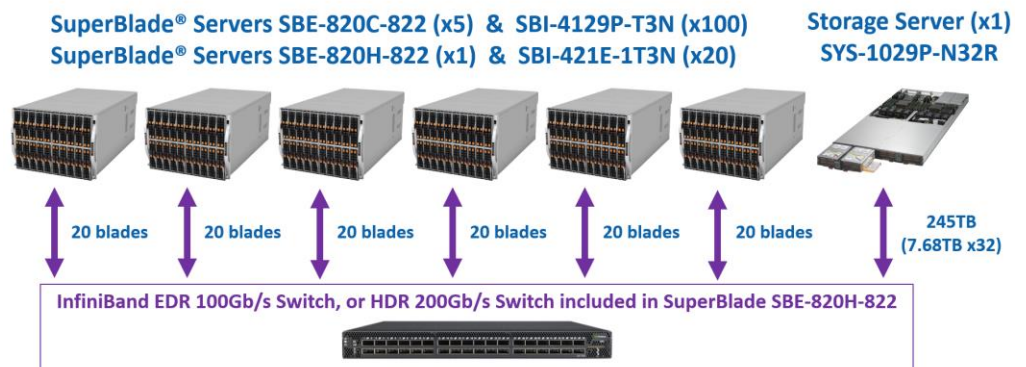 SuperBlade® Servers SBE-820C-822 (x5) & SBI-4129P-T3N (x100)
SuperBlade® Servers SBE-820H-822 (x1) & SBI-421E-1T3N (x20)
Storage Server (x1)
SYS-1029P-N32R
20 blades
20 blades
20 blades
20 blades
20 blades
20 blades
245TB
(7.68TB x32)
InfiniBand EDR 100Gb/s Switch, or HDR 200Gb/s Switch included in SuperBlade SBE-820H-822